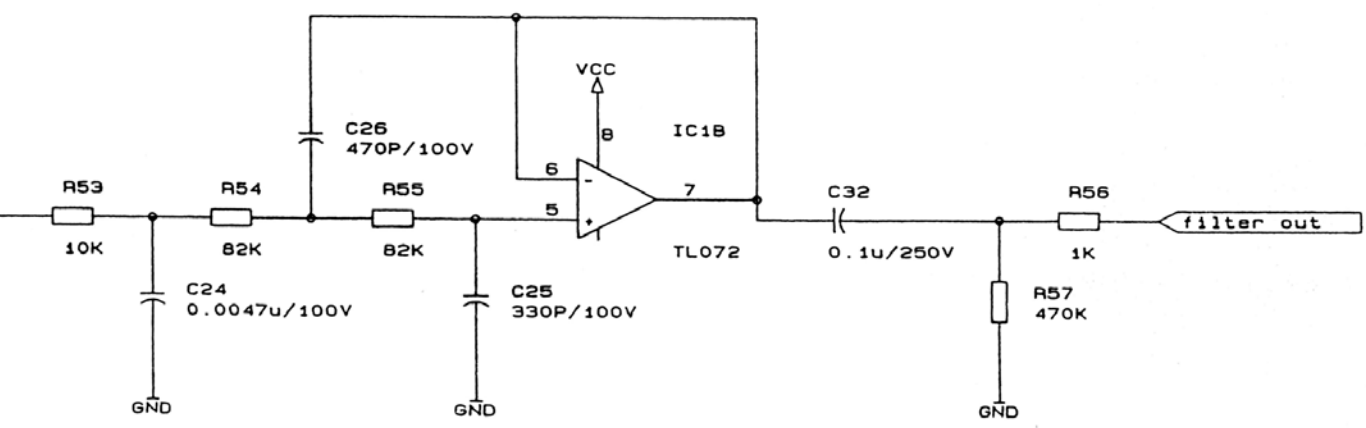 VCC
C26
470P/100V
8
IC1B
6
-
R53
R54
R55
5
+
7
C32
R56
filter out
10K
82K
82K
TL072
0.1u/250V
1K
C24
0.0047u/100V
C25
330P/100V
R57
470K
GND
GND
GND